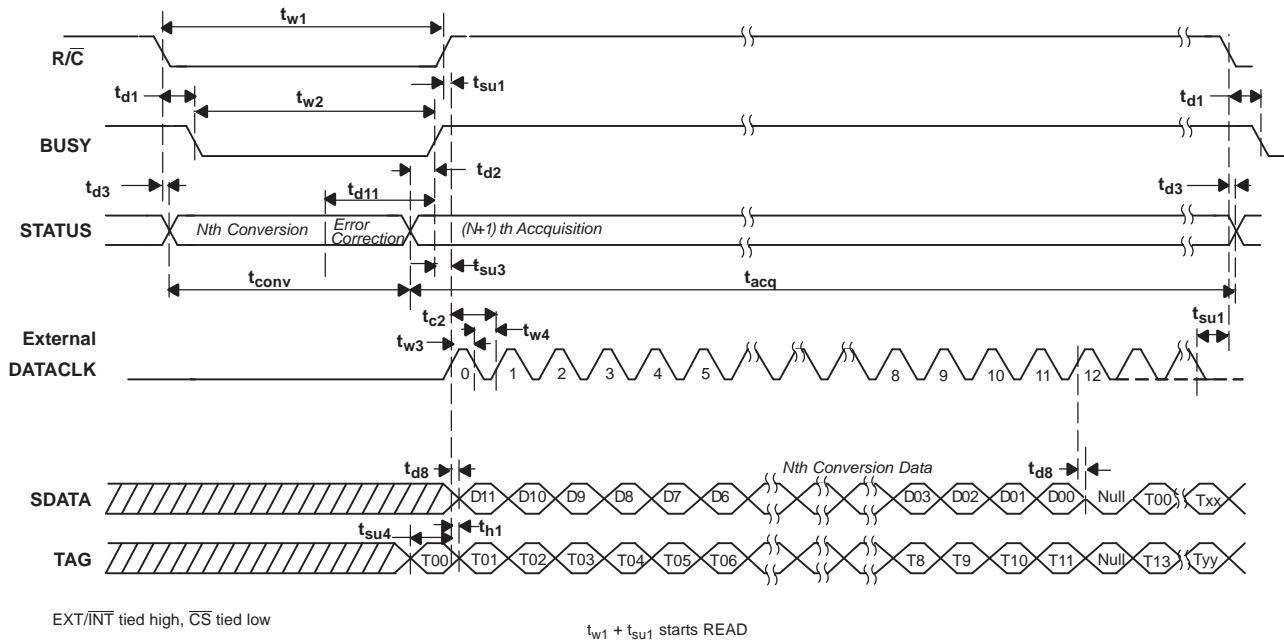 tw1
R/C
tsu1
td1
tw2
td1
BUSY
td2
td3
td11
td3
STATUS
Nth Conversion
Error
Correction
(N+1) th Accquisition
tsu3
tconv
tacq
tc2
tsu1
External
tw3
tw4
DATACLK
0 1 2 3 4 5 8 9 10 11 12
td8
Nth Conversion Data
td8
SDATA
D11 D10 D9 D8 D7 D6 D03 D02 D01 D00 Null T00 Txx
tsu4
th1
TAG
T00 T01 T02 T03 T04 T05 T06 T8 T9 T10 T11 Null T13 Tyy
EXT/INT tied high, CS tied low
tw1 + tsu1 starts READ